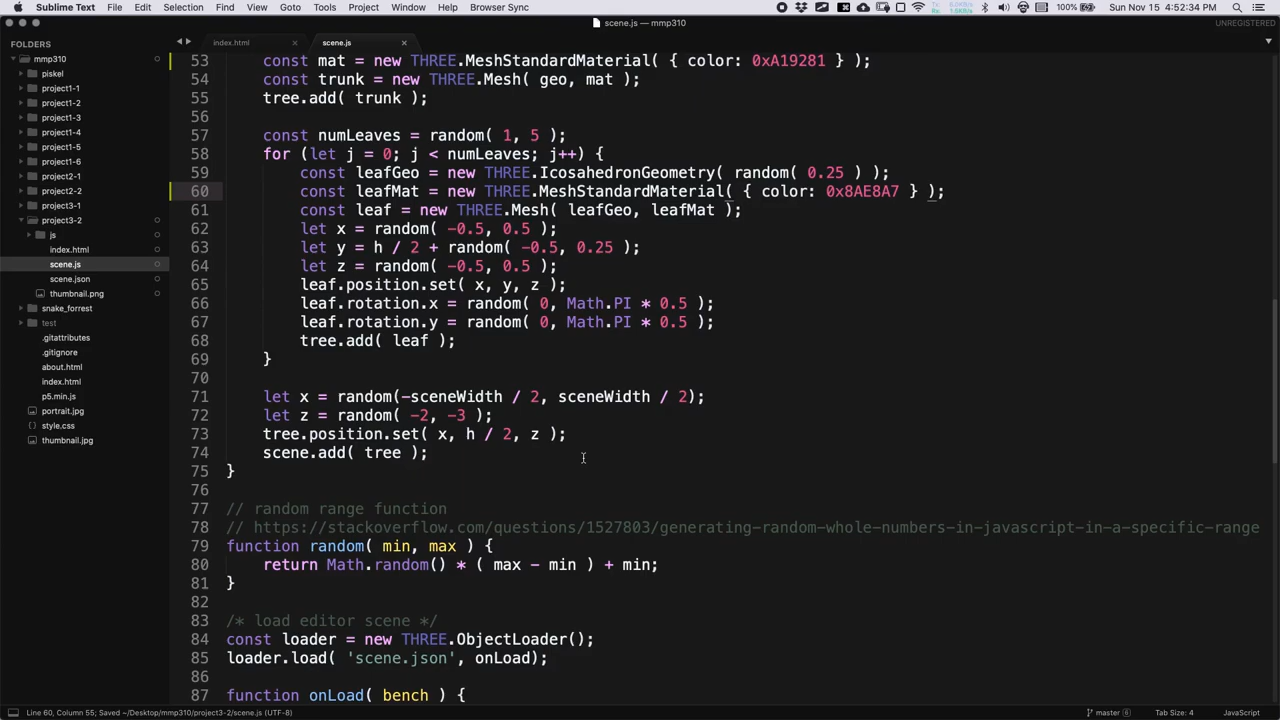 Sublime Text File Edit Selection Find View Goto Tools Project Window Help Browser Sync 100% Sun Nov 15 4:52:34 PM
scene.js — mmp310 UNREGISTERED
FOLDERS
mmp310
piskel
project1-1
project1-2
project1-3
project1-4
project1-5
project1-6
project2-1
project2-2
project3-1
project3-2
js
index.html
scene.js
scene.json
thumbnail.png
snake_forrest
test
.gitattributes
.gitignore
about.html
index.html
p5.min.js
portrait.jpg
style.css
thumbnail.jpg
index.html × scene.js ×
53 const mat = new THREE.MeshStandardMaterial( { color: 0xA19281 } );
54 const trunk = new THREE.Mesh( geo, mat );
55 tree.add( trunk );
56
57 const numLeaves = random( 1, 5 );
58 for (let j = 0; j < numLeaves; j++) {
59 const leafGeo = new THREE.IcosahedronGeometry( random( 0.25 ) );
60 const leafMat = new THREE.MeshStandardMaterial( { color: 0x8AE8A7 } );
61 const leaf = new THREE.Mesh( leafGeo, leafMat );
62 let x = random( -0.5, 0.5 );
63 let y = h / 2 + random( -0.5, 0.25 );
64 let z = random( -0.5, 0.5 );
65 leaf.position.set( x, y, z );
66 leaf.rotation.x = random( 0, Math.PI * 0.5 );
67 leaf.rotation.y = random( 0, Math.PI * 0.5 );
68 tree.add( leaf );
69 }
70
71 let x = random(-sceneWidth / 2, sceneWidth / 2);
72 let z = random( -2, -3 );
73 tree.position.set( x, h / 2, z );
74 scene.add( tree );
75 }
76
77 // random range function
78 // https://stackoverflow.com/questions/1527803/generating-random-whole-numbers-in-javascript-in-a-specific-range
79 function random( min, max ) {
80 return Math.random() * ( max - min ) + min;
81 }
82
83 /* load editor scene */
84 const loader = new THREE.ObjectLoader();
85 loader.load( 'scene.json', onLoad);
86
87 function onLoad( bench ) {
Line 60, Column 55; Saved ~/Desktop/mmp310/project3-2/scene.js (UTF-8) master 6 Tab Size: 4 JavaScript